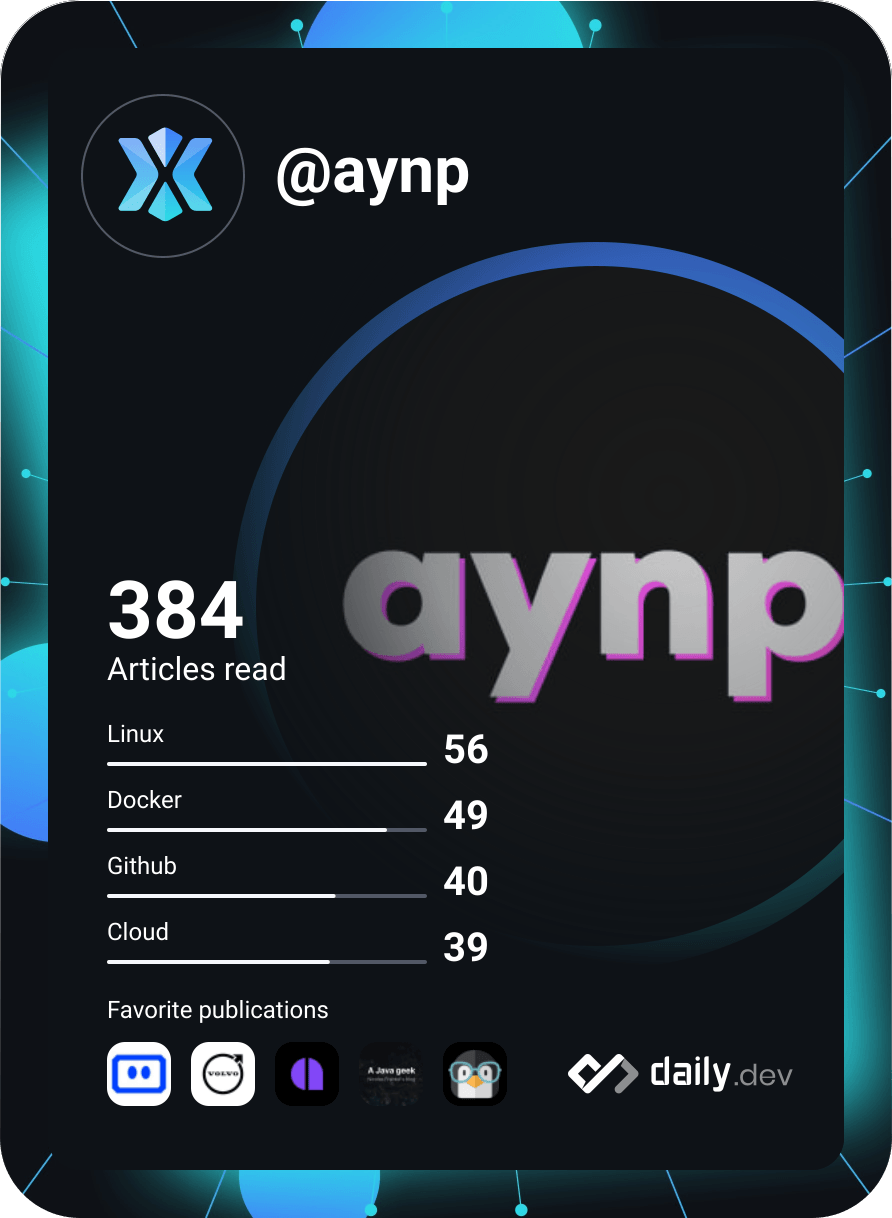 @aynp
aynp
384
Articles read
Linux
56
Docker
49
Github
40
Cloud
39
Favorite publications
VOLVO
A Java geek
daily.dev